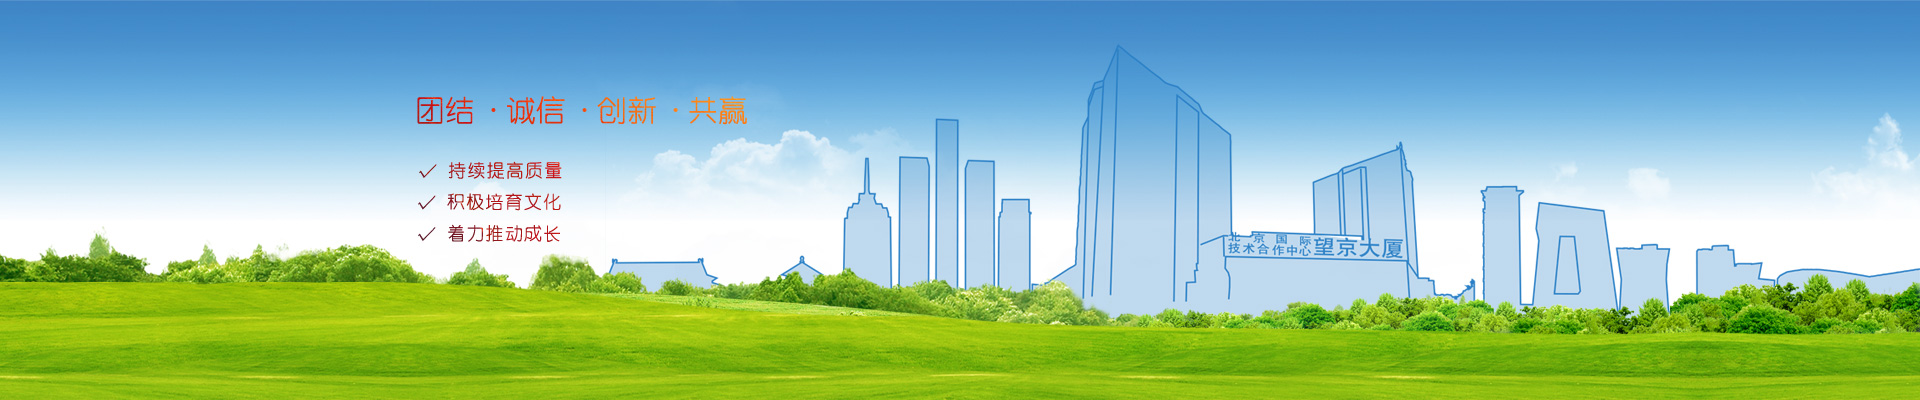 团结 · 诚信 · 创新 · 共赢
✓ 持续提高质量
✓ 积极培育文化
✓ 着力推动成长
北京国际
技术合作中心 望京大厦